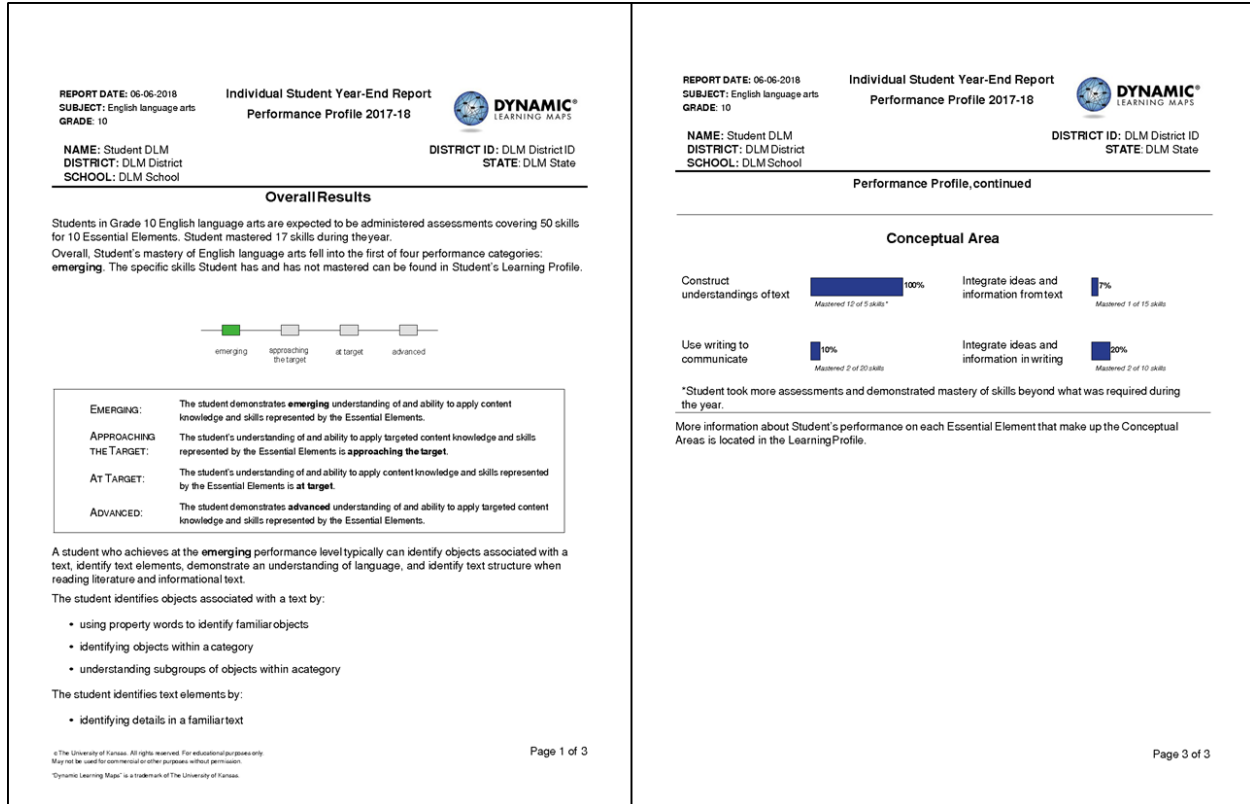 REPORT DATE: 06-06-2018
SUBJECT: English language arts
GRADE: 10
Individual Student Year-End Report
Performance Profile 2017-18
DYNAMIC®
LEARNING MAPS
NAME: Student DLM
DISTRICT: DLM District
SCHOOL: DLM School
DISTRICT ID: DLM District ID
STATE: DLM State
Overall Results
Students in Grade 10 English language arts are expected to be administered assessments covering 50 skills
for 10 Essential Elements. Student mastered 17 skills during theyear.
Overall, Student's mastery of English language arts fell into the first of four performance categories:
emerging. The specific skills Student has and has not mastered can be found in Student's Learning Profile.
emerging
approaching
the target
at target
advanced
EMERGING:
The student demonstrates emerging understanding of and ability to apply content
knowledge and skills represented by the Essential Elements.
APPROACHING
THE TARGET:
The student's understanding of and ability to apply targeted content knowledge and skills
represented by the Essential Elements is approaching the target.
AT TARGET:
The student's understanding of and ability to apply content knowledge and skills represented
by the Essential Elements is at target.
ADVANCED:
The student demonstrates advanced understanding of and ability to apply targeted content
knowledge and skills represented by the Essential Elements.
A student who achieves at the emerging performance level typically can identify objects associated with a
text, identify text elements, demonstrate an understanding of language, and identify text structure when
reading literature and informational text.
The student identifies objects associated with a text by:
• using property words to identify familiar objects
• identifying objects within a category
• understanding subgroups of objects within acategory
The student identifies text elements by:
• identifying details in a familiar text
© The University of Kansas. All rights reserved. For educational purposes only.
May not be used for commercial or other purposes without permission.
"Dynamic Learning Maps" is a trademark of The University of Kansas.
Page 1 of 3
REPORT DATE: 06-06-2018
SUBJECT: English language arts
GRADE: 10
Individual Student Year-End Report
Performance Profile 2017-18
DYNAMIC®
LEARNING MAPS
NAME: Student DLM
DISTRICT: DLM District
SCHOOL: DLM School
DISTRICT ID: DLM District ID
STATE: DLM State
Performance Profile, continued
Conceptual Area
Construct
understandings of text
100%
Mastered 12 of 5 skills*
Integrate ideas and
information from text
7%
Mastered 1 of 15 skills
Use writing to
communicate
10%
Mastered 2 of 20 skills
Integrate ideas and
information in writing
20%
Mastered 2 of 10 skills
*Student took more assessments and demonstrated mastery of skills beyond what was required during
the year.
More information about Student's performance on each Essential Element that make up the Conceptual
Areas is located in the Learning Profile.
Page 3 of 3